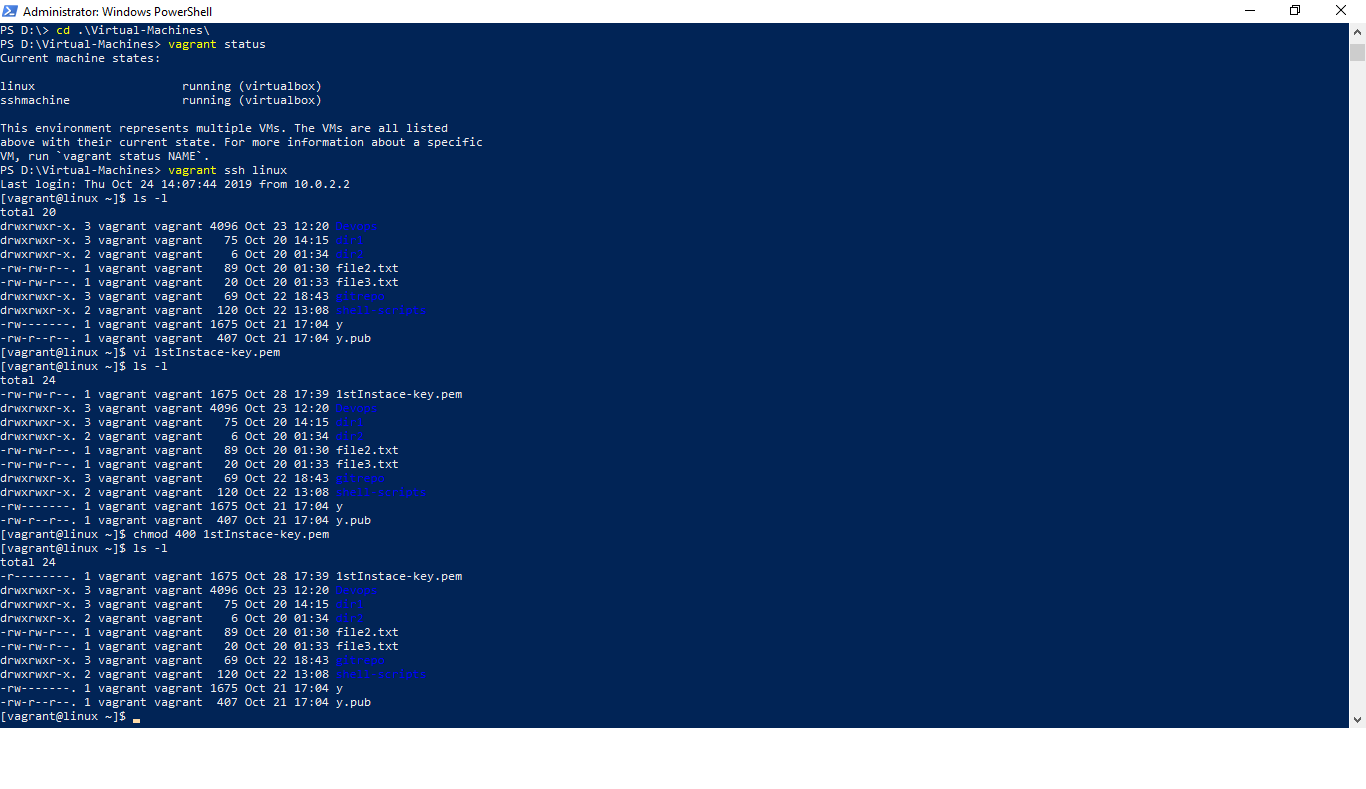 Administrator: Windows PowerShell
PS D:\> cd .\Virtual-Machines\
PS D:\Virtual-Machines> vagrant status
Current machine states:
linux                     running (virtualbox)
sshmachine                running (virtualbox)
This environment represents multiple VMs. The VMs are all listed
above with their current state. For more information about a specific
VM, run `vagrant status NAME`.
PS D:\Virtual-Machines> vagrant ssh linux
Last login: Thu Oct 24 14:07:44 2019 from 10.0.2.2
[vagrant@linux ~]$ ls -l
total 20
drwxrwxr-x. 3 vagrant vagrant 4096 Oct 23 12:20 Devops
drwxrwxr-x. 3 vagrant vagrant   75 Oct 20 14:15 dir1
drwxrwxr-x. 2 vagrant vagrant    6 Oct 20 01:34 dir2
-rw-rw-r--. 1 vagrant vagrant   89 Oct 20 01:30 file2.txt
-rw-rw-r--. 1 vagrant vagrant   20 Oct 20 01:33 file3.txt
drwxrwxr-x. 3 vagrant vagrant   69 Oct 22 18:43
drwxrwxr-x. 2 vagrant vagrant  120 Oct 22 13:08 shell-scripts
-rw-------. 1 vagrant vagrant 1675 Oct 21 17:04 y
-rw-r--r--. 1 vagrant vagrant  407 Oct 21 17:04 y.pub
[vagrant@linux ~]$ vi 1stInstace-key.pem
[vagrant@linux ~]$ ls -l
total 24
-rw-rw-r--. 1 vagrant vagrant 1675 Oct 28 17:39 1stInstace-key.pem
drwxrwxr-x. 3 vagrant vagrant 4096 Oct 23 12:20 Devops
drwxrwxr-x. 3 vagrant vagrant   75 Oct 20 14:15 dir1
drwxrwxr-x. 2 vagrant vagrant    6 Oct 20 01:34 dir2
-rw-rw-r--. 1 vagrant vagrant   89 Oct 20 01:30 file2.txt
-rw-rw-r--. 1 vagrant vagrant   20 Oct 20 01:33 file3.txt
drwxrwxr-x. 3 vagrant vagrant   69 Oct 22 18:43
drwxrwxr-x. 2 vagrant vagrant  120 Oct 22 13:08 shell-scripts
-rw-------. 1 vagrant vagrant 1675 Oct 21 17:04 y
-rw-r--r--. 1 vagrant vagrant  407 Oct 21 17:04 y.pub
[vagrant@linux ~]$ chmod 400 1stInstace-key.pem
[vagrant@linux ~]$ ls -l
total 24
-r--------. 1 vagrant vagrant 1675 Oct 28 17:39 1stInstace-key.pem
drwxrwxr-x. 3 vagrant vagrant 4096 Oct 23 12:20 Devops
drwxrwxr-x. 3 vagrant vagrant   75 Oct 20 14:15 dir1
drwxrwxr-x. 2 vagrant vagrant    6 Oct 20 01:34 dir2
-rw-rw-r--. 1 vagrant vagrant   89 Oct 20 01:30 file2.txt
-rw-rw-r--. 1 vagrant vagrant   20 Oct 20 01:33 file3.txt
drwxrwxr-x. 3 vagrant vagrant   69 Oct 22 18:43
drwxrwxr-x. 2 vagrant vagrant  120 Oct 22 13:08 shell-scripts
-rw-------. 1 vagrant vagrant 1675 Oct 21 17:04 y
-rw-r--r--. 1 vagrant vagrant  407 Oct 21 17:04 y.pub
[vagrant@linux ~]$